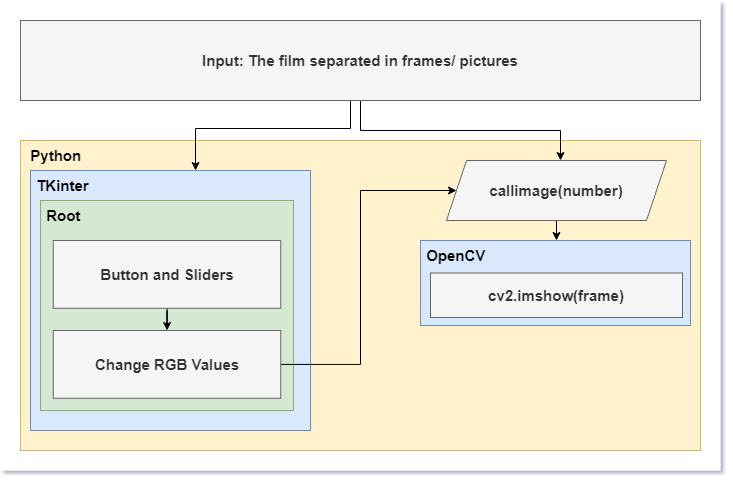 Input: The film separated in frames/ pictures
Python
TKinter
Root
Button and Sliders
Change RGB Values
callimage(number)
OpenCV
cv2.imshow(frame)